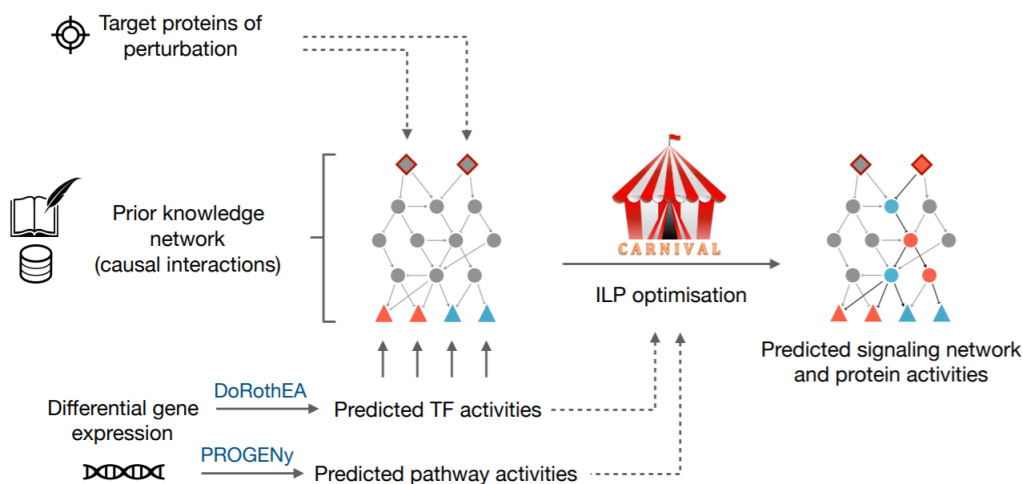 Target proteins of
perturbation
Prior knowledge
network
(causal interactions)
CARNIVAL
ILP optimisation
Predicted signaling network
and protein activities
Differential gene
expression
DoRothEA
Predicted TF activities
PROGENy
Predicted pathway activities